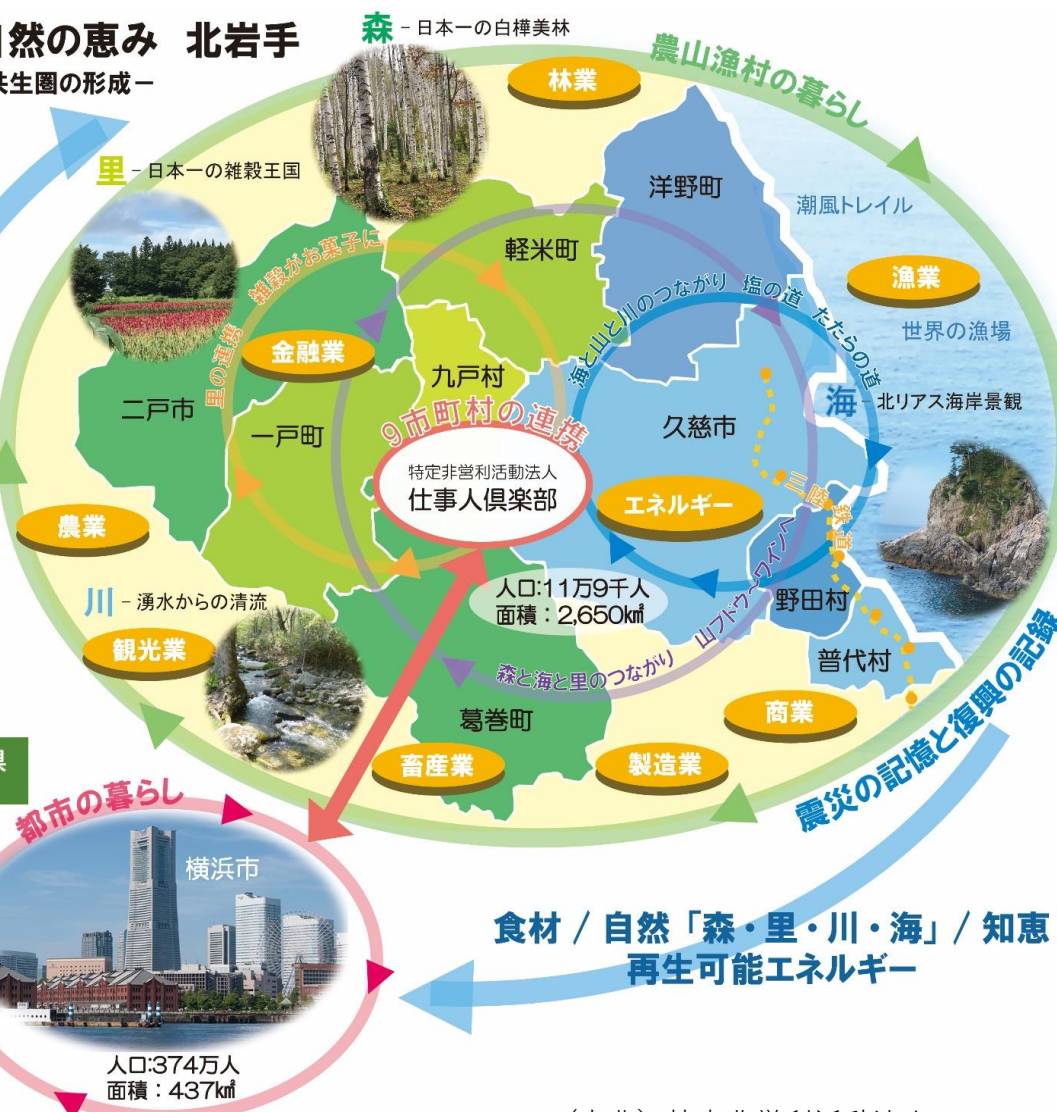 然の恵み 北岩手
共生圏の形成－
森 - 日本一の白樺美林
農山漁村の暮らし
林業
里 - 日本一の雑穀王国
洋野町
潮風トレイル
軽米町
雑穀がお菓子に
里の連携
漁業
世界の漁場
海と山と川のつながり 塩の道 たたらの道
金融業
九戸村
二戸市
一戸町
9市町村の連携
久慈市
海 - 北リアス海岸景観
特定非営利活動法人
仕事人倶楽部
エネルギー
三陸鉄道
農業
人口:11万9千人
面積：2,650㎢
山ブドウ〜ワインへ
野田村
川 - 湧水からの清流
観光業
森と海と里のつながり
普代村
葛巻町
商業
畜産業
製造業
震災の記憶と復興の記録
県
都市の暮らし
横浜市
食材 / 自然「森・里・川・海」/ 知恵
再生可能エネルギー
人口:374万人
面積：437㎢